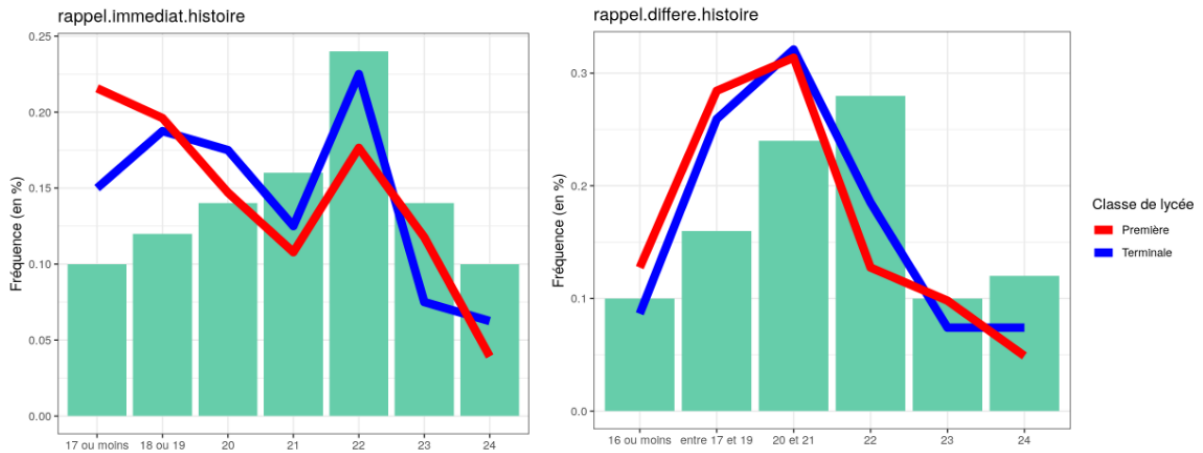 rappel.immediat.histoire
Fréquence (en %)
0.25
0.20
0.15
0.10
0.05
0.00
17 ou moins
18 ou 19
20
21
22
23
24
rappel.differe.histoire
Fréquence (en %)
0.3
0.2
0.1
0.0
16 ou moins
entre 17 et 19
20 et 21
22
23
24
Classe de lycée
Première
Terminale